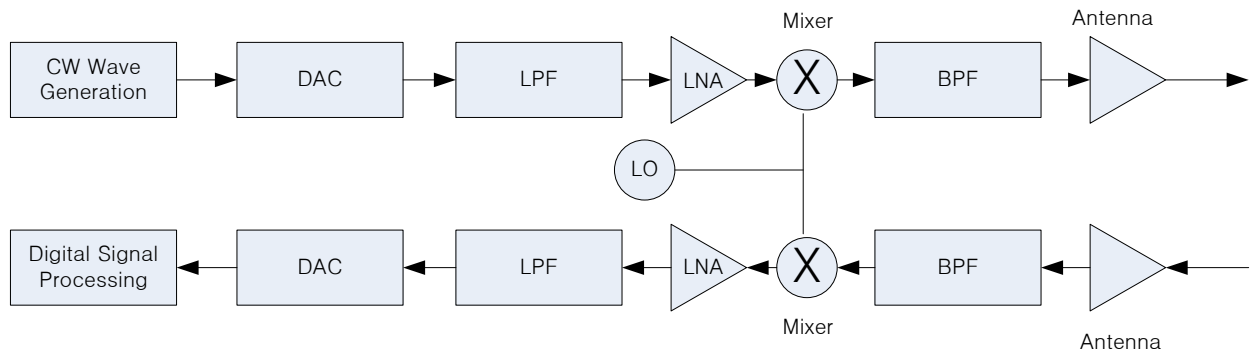 Mixer
Antenna
CW Wave
Generation
DAC
LPF
LNA
X
BPF
LO
Digital Signal
Processing
DAC
LPF
LNA
X
BPF
Mixer
Antenna